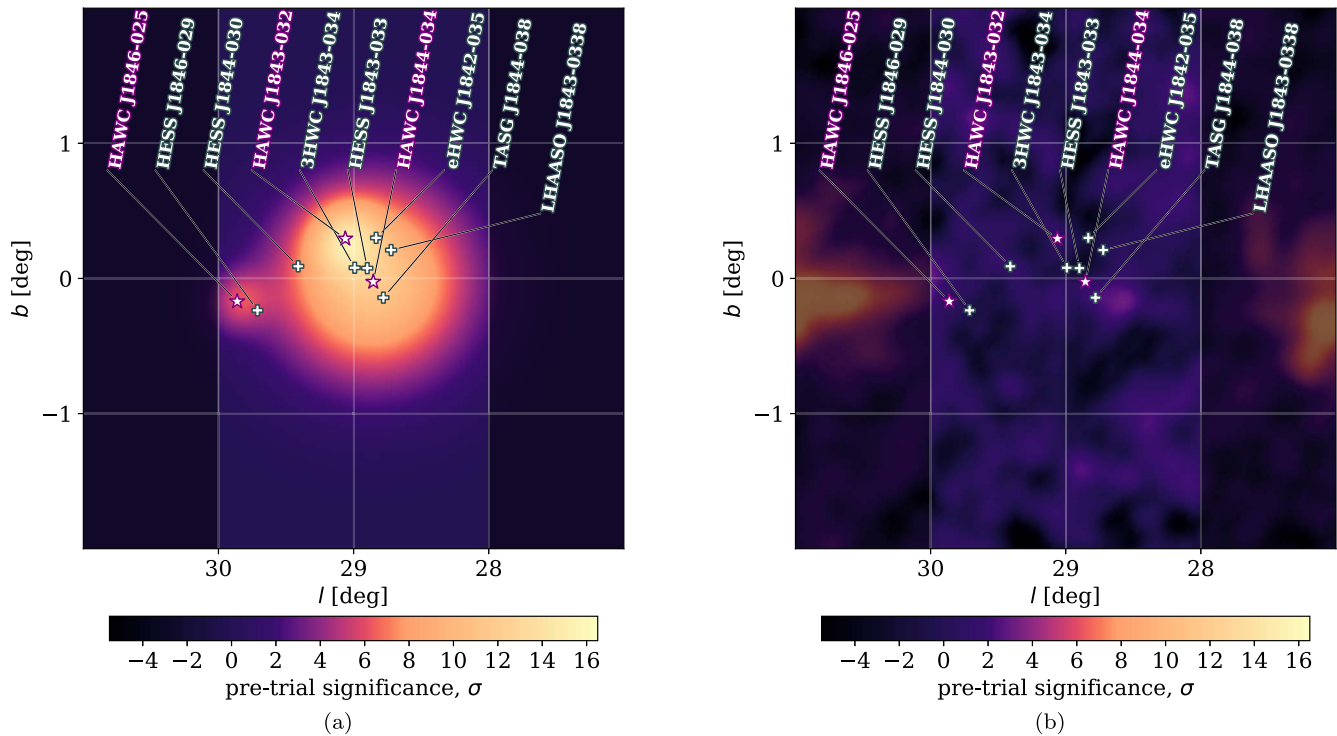 HAWC J1846-025
HESS J1846-029
HESS J1844-030
HAWC J1843-032
3HWC J1843-034
HESS J1843-033
HAWC J1844-034
eHWC J1842-035
TASG J1844-038
LHAASO J1843-0338
1
0
−1
b [deg]
30
29
28
l [deg]
−4 −2 0 2 4 6 8 10 12 14 16
pre-trial significance, σ
(a)
HAWC J1846-025
HESS J1846-029
HESS J1844-030
HAWC J1843-032
3HWC J1843-034
HESS J1843-033
HAWC J1844-034
eHWC J1842-035
TASG J1844-038
LHAASO J1843-0338
1
0
−1
b [deg]
30
29
28
l [deg]
−4 −2 0 2 4 6 8 10 12 14 16
pre-trial significance, σ
(b)